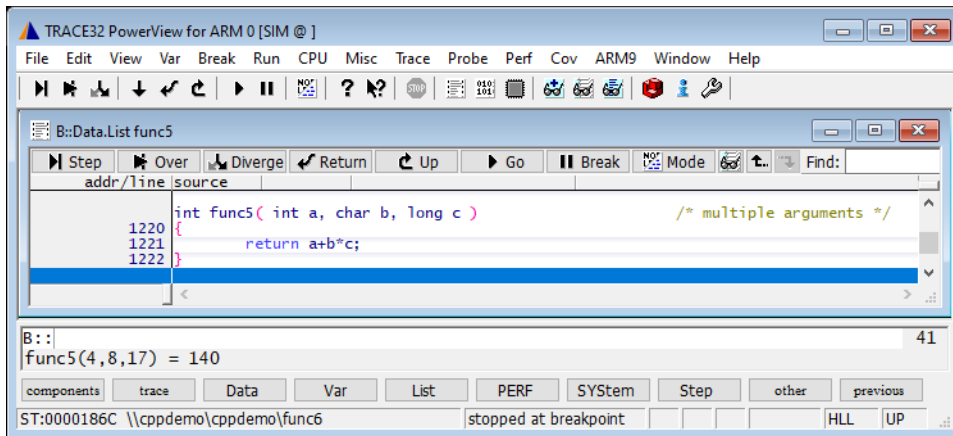 TRACE32 PowerView for ARM 0 [SIM @ ]
File Edit View Var Break Run CPU Misc Trace Probe Perf Cov ARM9 Window Help
B::Data.List func5
Step Over Diverge Return Up Go Break Mode Find:
addr/line source
int func5( int a, char b, long c ) /* multiple arguments */
1220 {
1221 return a+b*c;
1222 }
B:: 41
func5(4,8,17) = 140
components trace Data Var List PERF SYStem Step other previous
ST:0000186C \\cppdemo\cppdemo\func6 stopped at breakpoint HLL UP